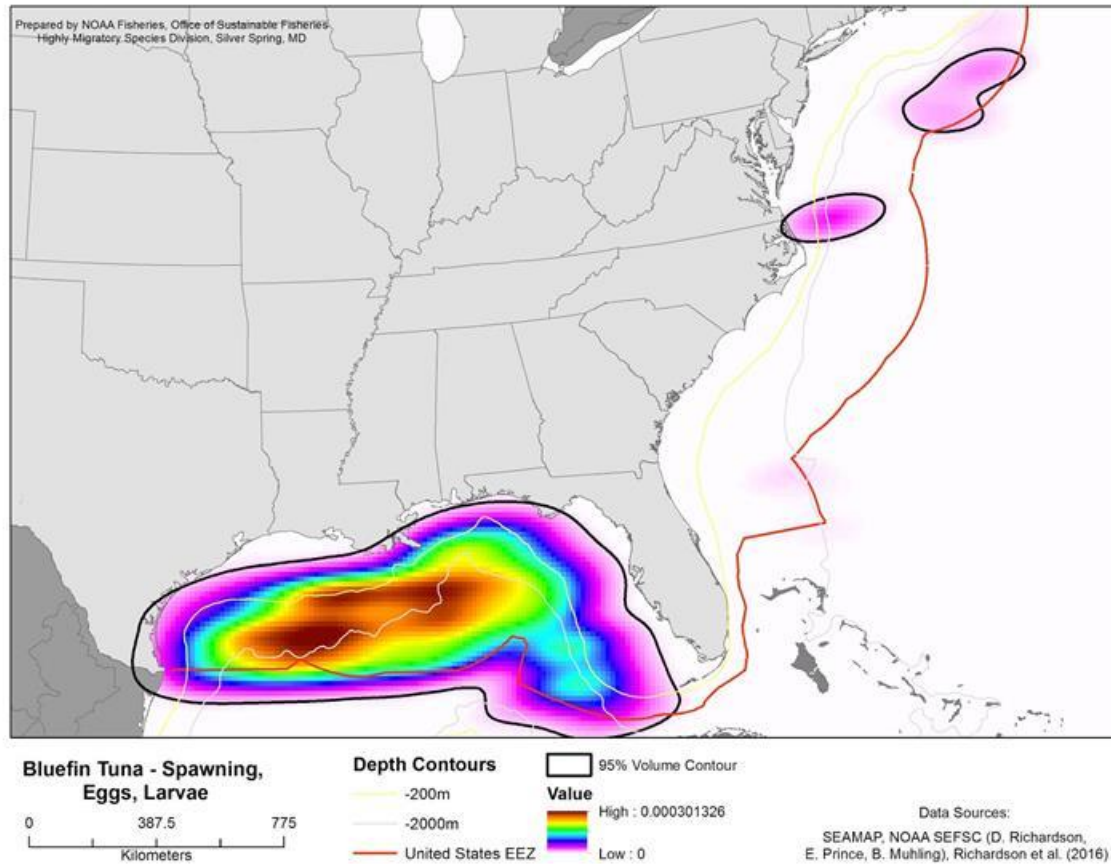 Prepared by NOAA Fisheries, Office of Sustainable Fisheries
Highly Migratory Species Division, Silver Spring, MD
Bluefin Tuna - Spawning,
Eggs, Larvae
0 387.5 775
Kilometers
Depth Contours
-200m
-2000m
United States EEZ
95% Volume Contour
Value
High : 0.000301326
Low : 0
Data Sources:
SEAMAP, NOAA SEFSC (D. Richardson,
E. Prince, B. Muhling), Richardson et al. (2016)